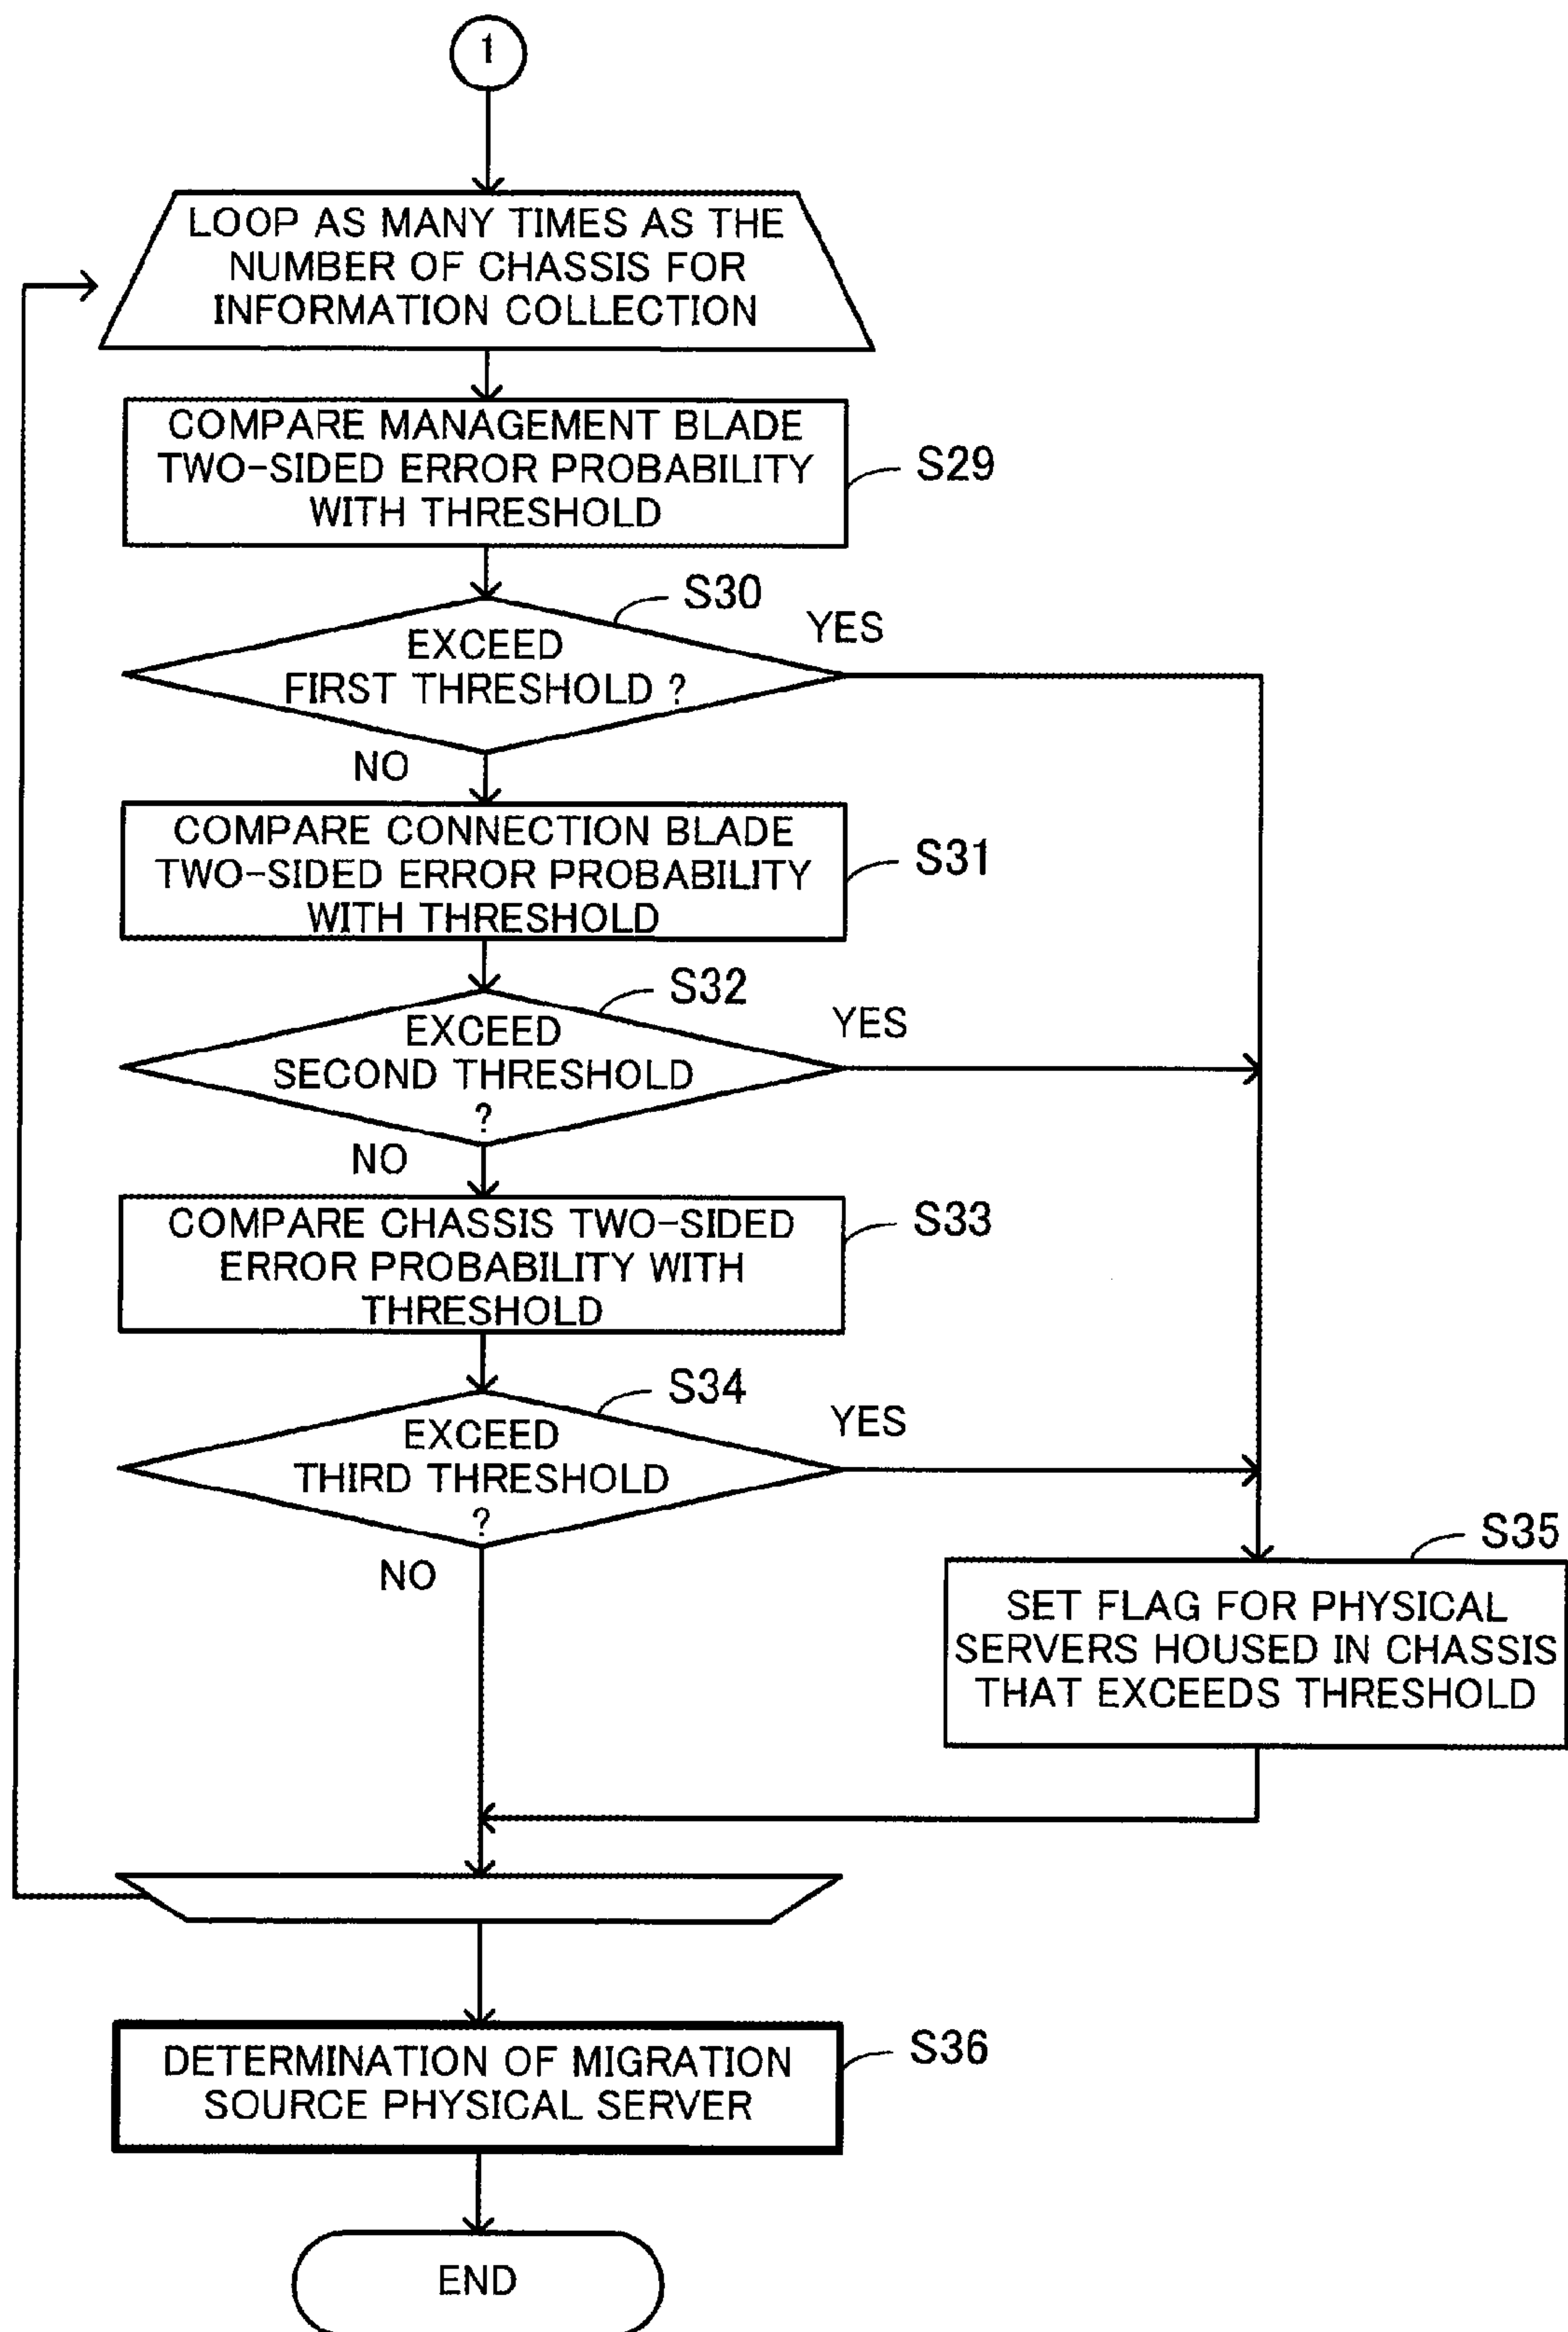 1
LOOP AS MANY TIMES AS THE
NUMBER OF CHASSIS FOR
INFORMATION COLLECTION
COMPARE MANAGEMENT BLADE
TWO-SIDED ERROR PROBABILITY
WITH THRESHOLD
S29
S30
EXCEED
FIRST THRESHOLD ?
YES
NO
COMPARE CONNECTION BLADE
TWO-SIDED ERROR PROBABILITY
WITH THRESHOLD
S31
S32
EXCEED
SECOND THRESHOLD
?
YES
NO
COMPARE CHASSIS TWO-SIDED
ERROR PROBABILITY WITH
THRESHOLD
S33
S34
EXCEED
THIRD THRESHOLD
?
YES
NO
S35
SET FLAG FOR PHYSICAL
SERVERS HOUSED IN CHASSIS
THAT EXCEEDS THRESHOLD
DETERMINATION OF MIGRATION
SOURCE PHYSICAL SERVER
S36
END